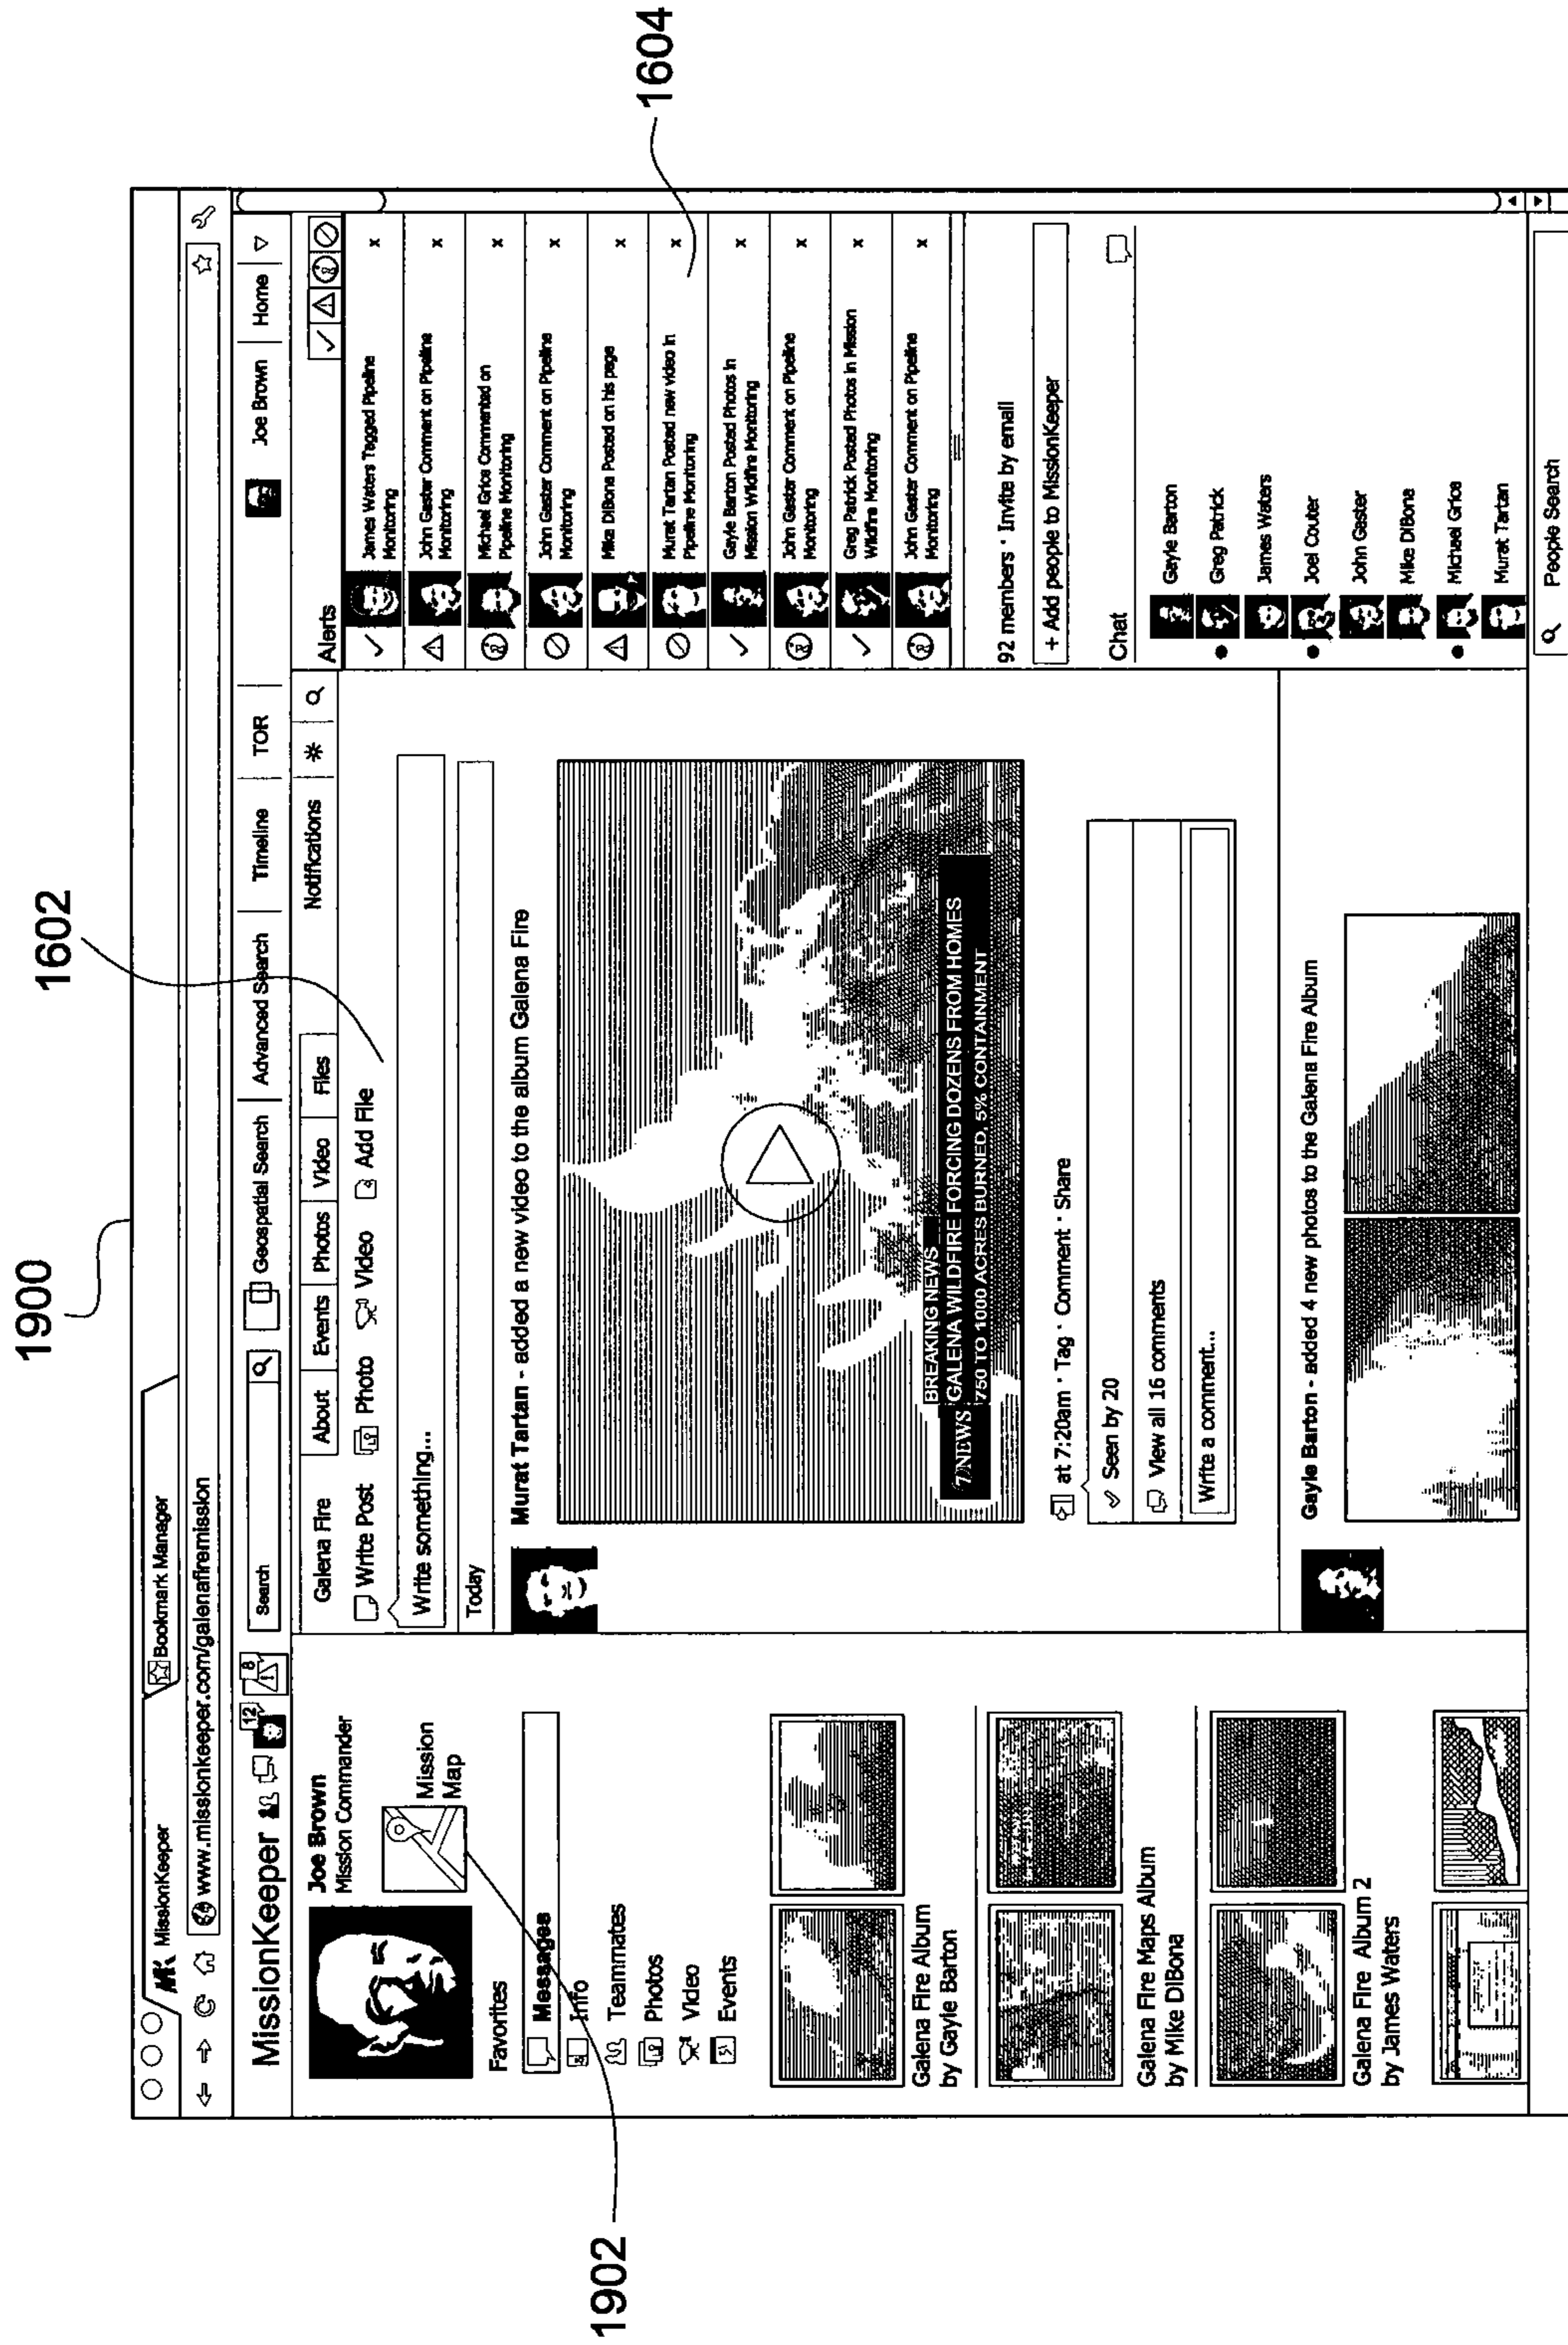 1900
1602
1604
1902
MissionKeeper
Bookmark Manager
www.missionkeeper.com/galenafiremission
MissionKeeper
12
8
Search
Geospatial Search
Advanced Search
Timeline
TOR
Joe Brown
Home
Joe Brown
Mission Commander
Mission
Map
Favorites
Messages
Info
Teammates
Photos
Video
Events
Galena Fire Album
by Gayle Barton
Galena Fire Maps Album
by Mike DiBona
Galena Fire Album 2
by James Waters
Galena Fire
About
Events
Photos
Video
Files
Notifications
Write Post
Photo
Video
Add File
Write something...
Today
Murat Tartan - added a new video to the album Galena Fire
BREAKING NEWS
7NEWS
GALENA WILDFIRE FORCING DOZENS FROM HOMES
750 TO 1000 ACRES BURNED, 5% CONTAINMENT
at 7:20am · Tag · Comment · Share
Seen by 20
View all 16 comments
Write a comment...
Gayle Barton - added 4 new photos to the Galena Fire Album
Alerts
James Waters Tagged Pipeline
Monitoring
x
John Gaster Comment on Pipeline
Monitoring
x
Michael Grice Commented on
Pipeline Monitoring
x
John Gaster Comment on Pipeline
Monitoring
x
Mike DiBona Posted on his page
x
Murat Tartan Posted new video in
Pipeline Monitoring
x
Gayle Barton Posted Photos in
Mission Wildfire Monitoring
x
John Gaster Comment on Pipeline
Monitoring
x
Greg Patrick Posted Photos in Mission
Wildfire Monitoring
x
John Gaster Comment on Pipeline
Monitoring
x
92 members · Invite by email
+ Add people to MissionKeeper
Chat
Gayle Barton
Greg Patrick
James Waters
Joel Couter
John Gaster
Mike DiBona
Michael Grice
Murat Tartan
People Search